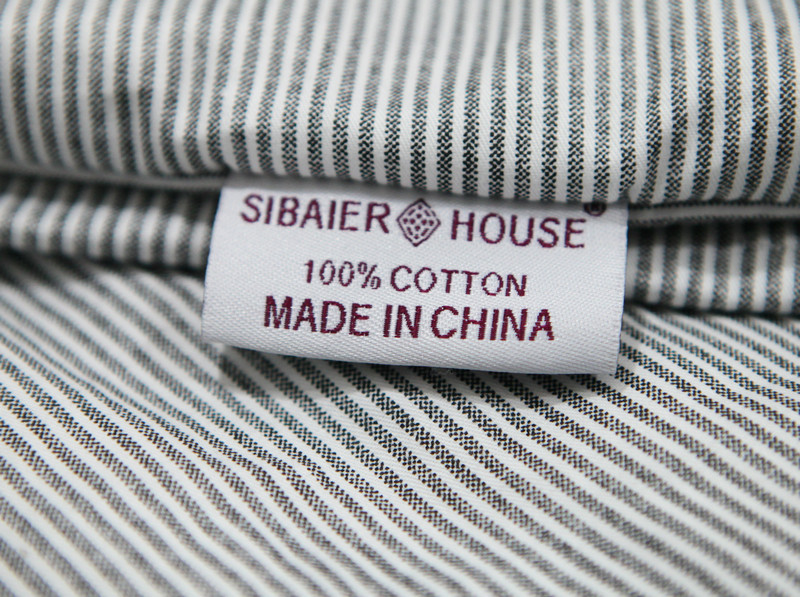 SIBAIER HOUSE®
100% COTTON
MADE IN CHINA